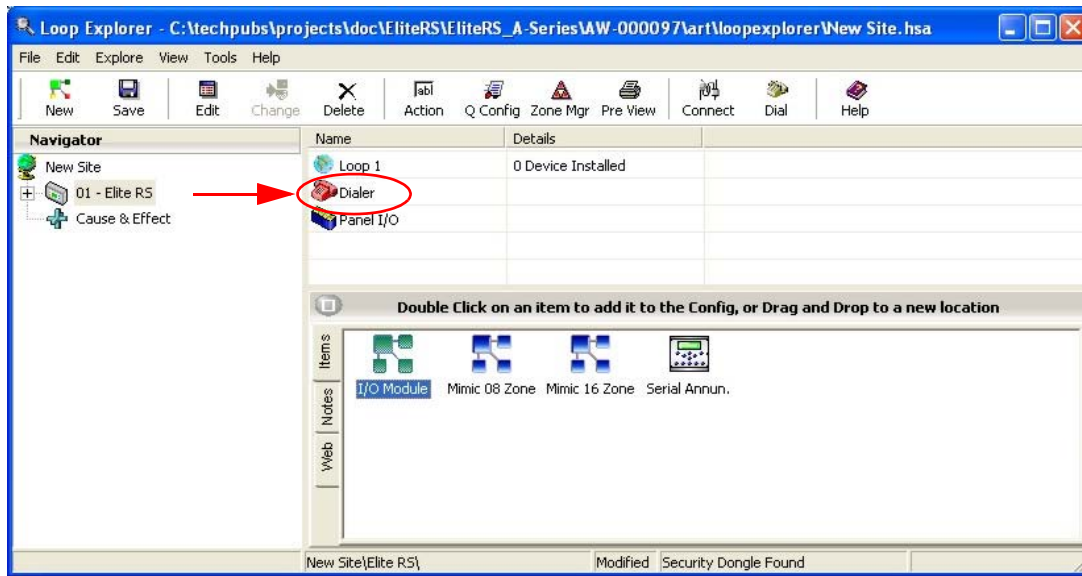 Loop Explorer - C:\techpubs\projects\doc\EliteRS\EliteRS_A-Series\AW-000097\art\loopexplorer\New Site.hsa
File Edit Explore View Tools Help
New Save Edit Change Delete Action Q Config Zone Mgr Pre View Connect Dial Help
Navigator
New Site
01 - Elite RS
Cause & Effect
Name Details
Loop 1 0 Device Installed
Dialer
Panel I/O
Double Click on an item to add it to the Config, or Drag and Drop to a new location
Items
Notes
Web
I/O Module Mimic 08 Zone Mimic 16 Zone Serial Annun.
New Site\Elite RS\ Modified Security Dongle Found